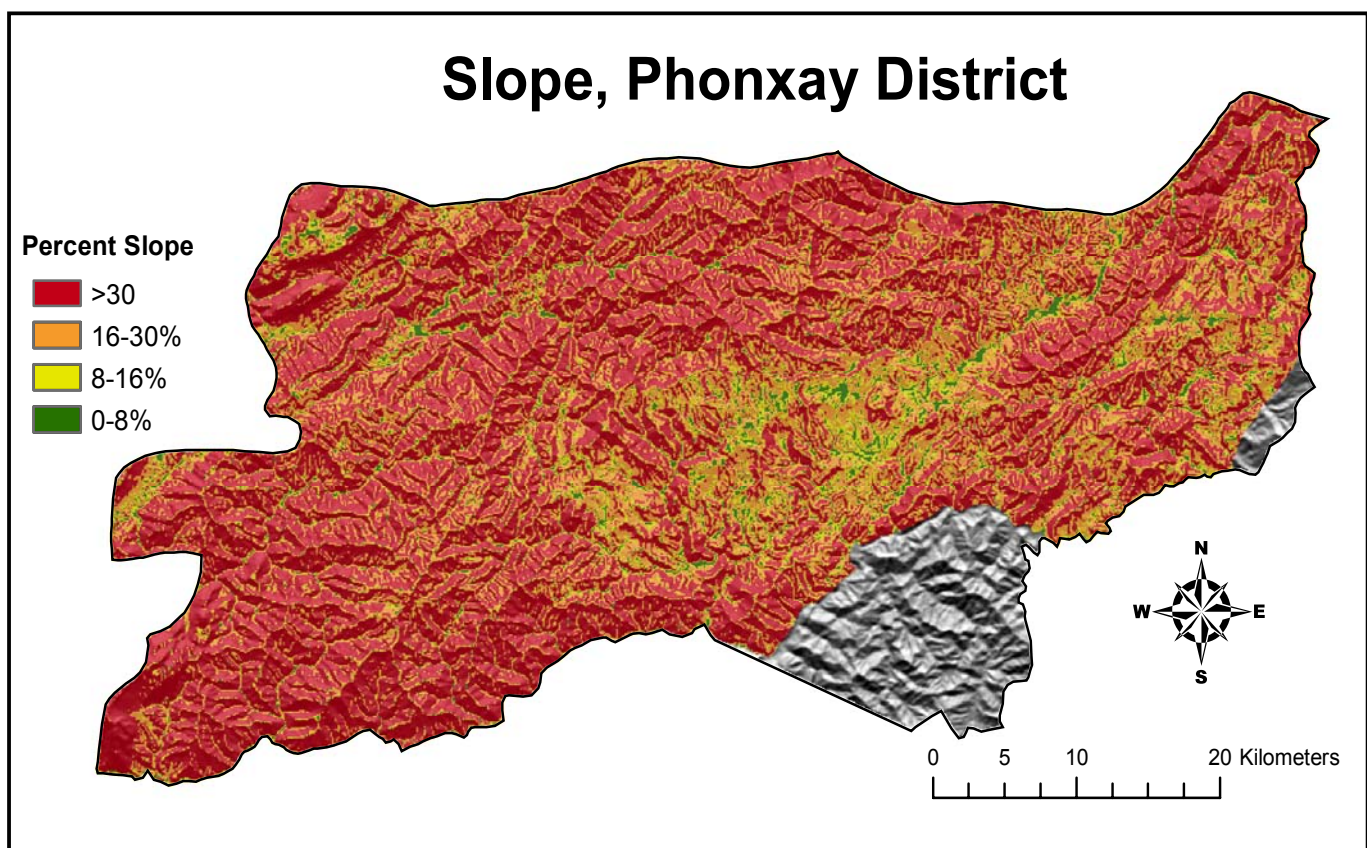 Slope, Phonxay District
Percent Slope
>30
16-30%
8-16%
0-8%
N
W E
S
0 5 10 20 Kilometers